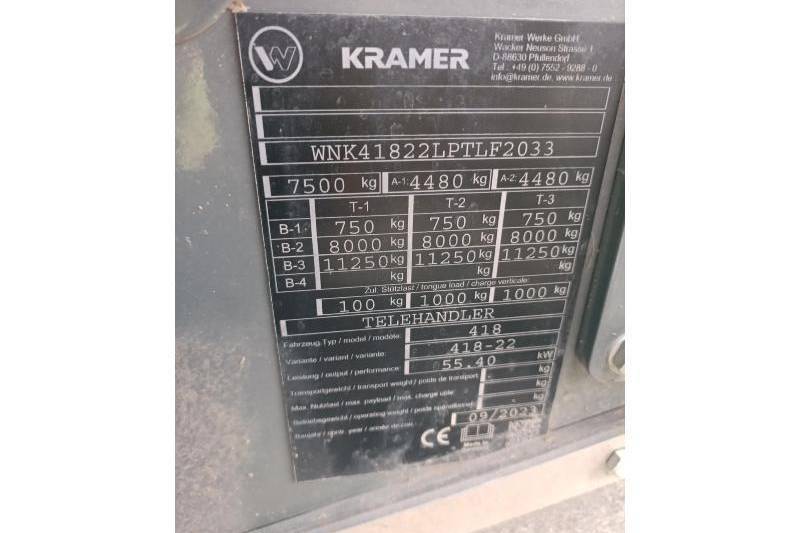 W KRAMER
Kramer Werke GmbH
Wacker Neuson Strasse 1
D-88630 Pfullendorf
Tel.: +49 (0) 7552 - 9288 - 0
info@kramer.de, www.kramer.de
WNK41822LPTLF2033
7500 kg A-1: 4480 kg A-2: 4480 kg
T-1 T-2 T-3
B-1 750 kg 750 kg 750 kg
B-2 8000 kg 8000 kg 8000 kg
B-3 11250 kg 11250 kg 11250 kg
B-4 kg kg kg
Zul. Stützlast / tongue load / charge verticale:
100 kg 1000 kg 1000 kg
TELEHANDLER
Fahrzeug Typ / model / modèle: 418
Variante / variant / variante: 418-22
Leistung / output / performance: 55.40 kW
Transportgewicht / transport weight / poids de transport: - kg
Max. Nutzlast / max. payload / max. charge utile: - kg
Betriebsgewicht / operating weight / poids opérationnel: - kg
Baujahr / conv. year / année de con.: 09/2023
CE
Made in